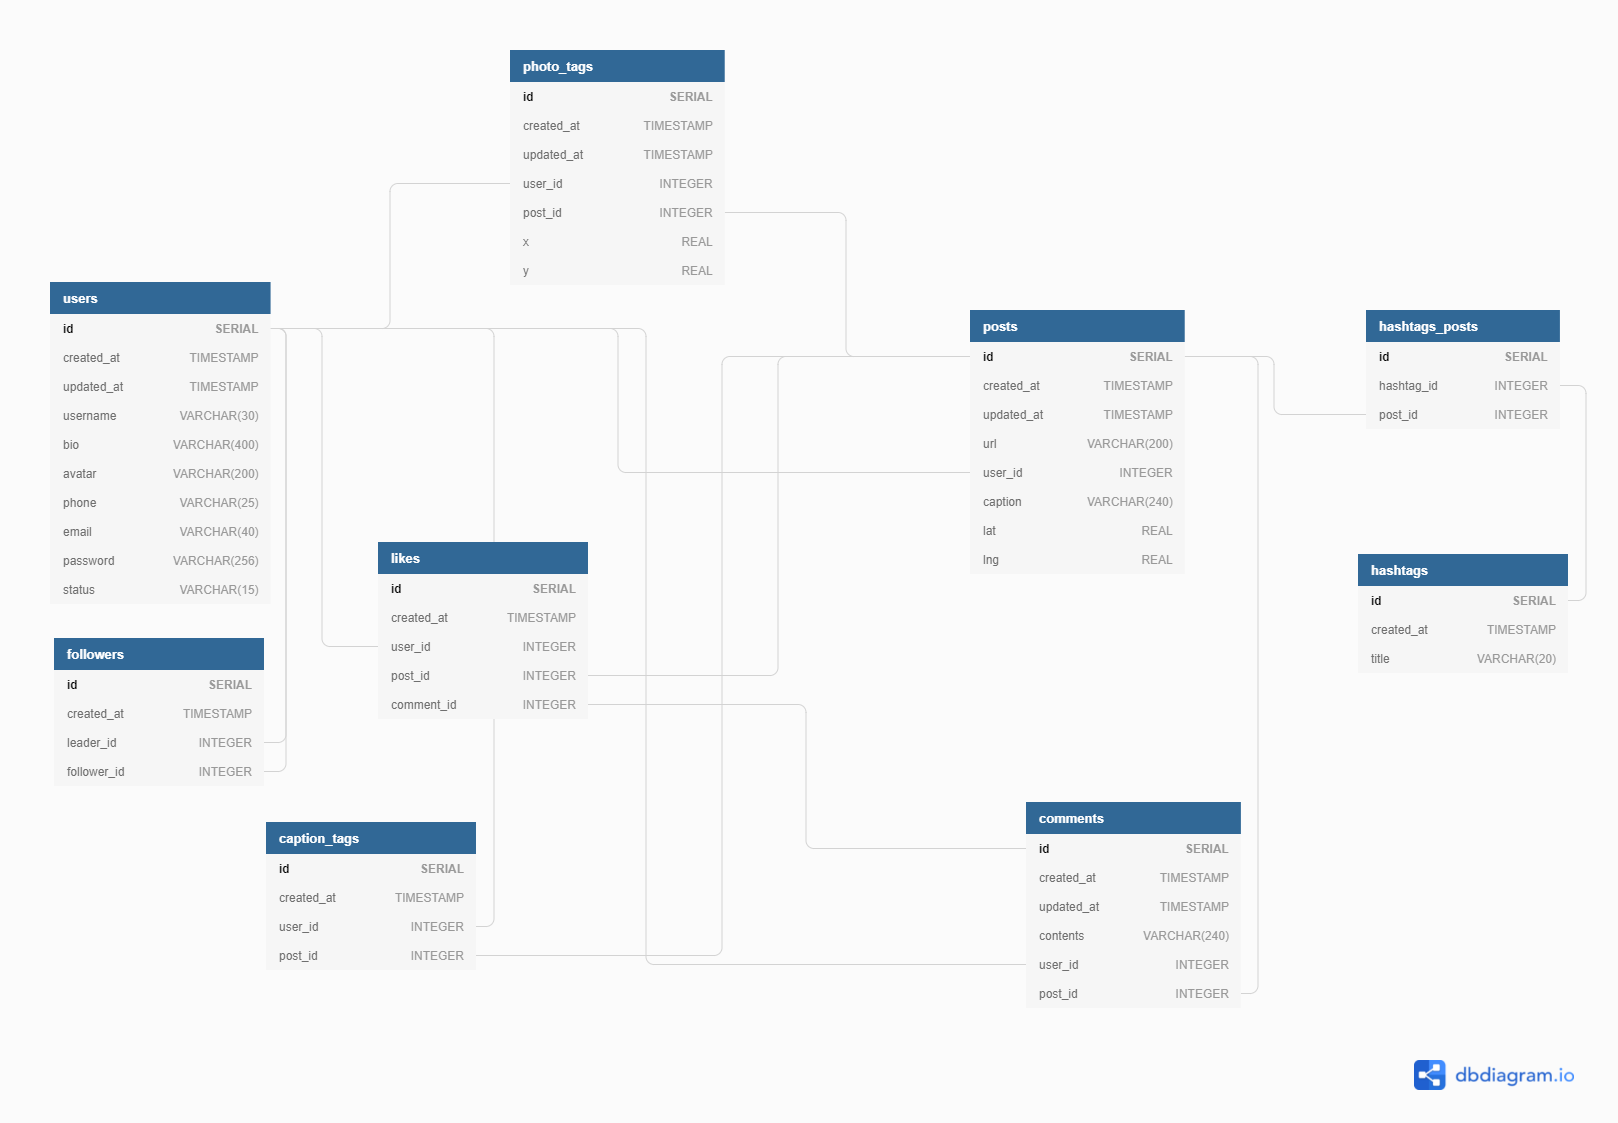 photo_tags
id SERIAL
created_at TIMESTAMP
updated_at TIMESTAMP
user_id INTEGER
post_id INTEGER
x REAL
y REAL
users
id SERIAL
created_at TIMESTAMP
updated_at TIMESTAMP
username VARCHAR(30)
bio VARCHAR(400)
avatar VARCHAR(200)
phone VARCHAR(25)
email VARCHAR(40)
password VARCHAR(256)
status VARCHAR(15)
posts
id SERIAL
created_at TIMESTAMP
updated_at TIMESTAMP
url VARCHAR(200)
user_id INTEGER
caption VARCHAR(240)
lat REAL
lng REAL
hashtags_posts
id SERIAL
hashtag_id INTEGER
post_id INTEGER
likes
id SERIAL
created_at TIMESTAMP
user_id INTEGER
post_id INTEGER
comment_id INTEGER
hashtags
id SERIAL
created_at TIMESTAMP
title VARCHAR(20)
followers
id SERIAL
created_at TIMESTAMP
leader_id INTEGER
follower_id INTEGER
caption_tags
id SERIAL
created_at TIMESTAMP
user_id INTEGER
post_id INTEGER
comments
id SERIAL
created_at TIMESTAMP
updated_at TIMESTAMP
contents VARCHAR(240)
user_id INTEGER
post_id INTEGER
dbdiagram.io